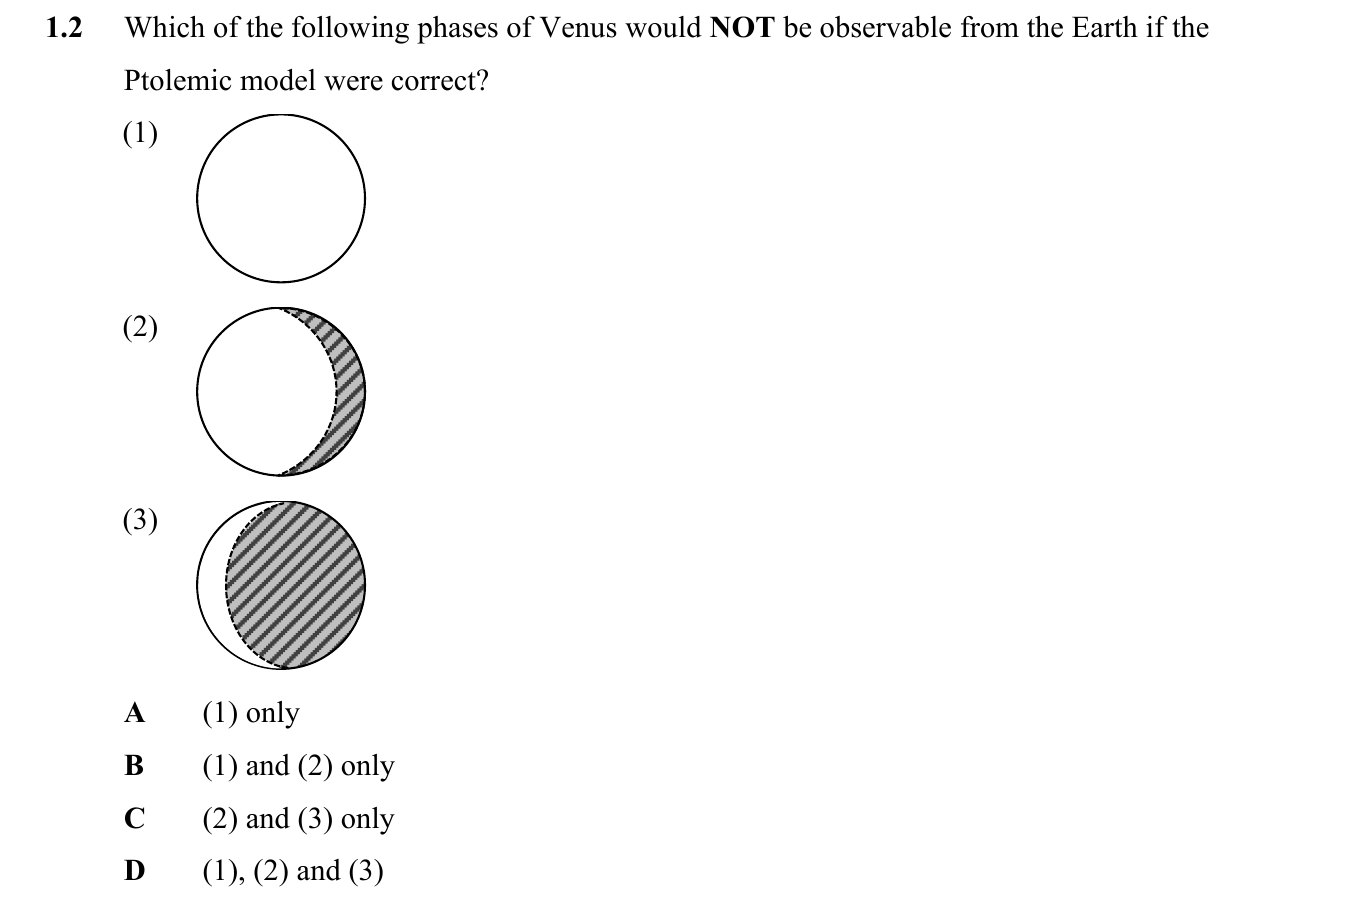 1.2 Which of the following phases of Venus would NOT be observable from the Earth if the
Ptolemic model were correct?
(1)
(2)
(3)
A (1) only
B (1) and (2) only
C (2) and (3) only
D (1), (2) and (3)